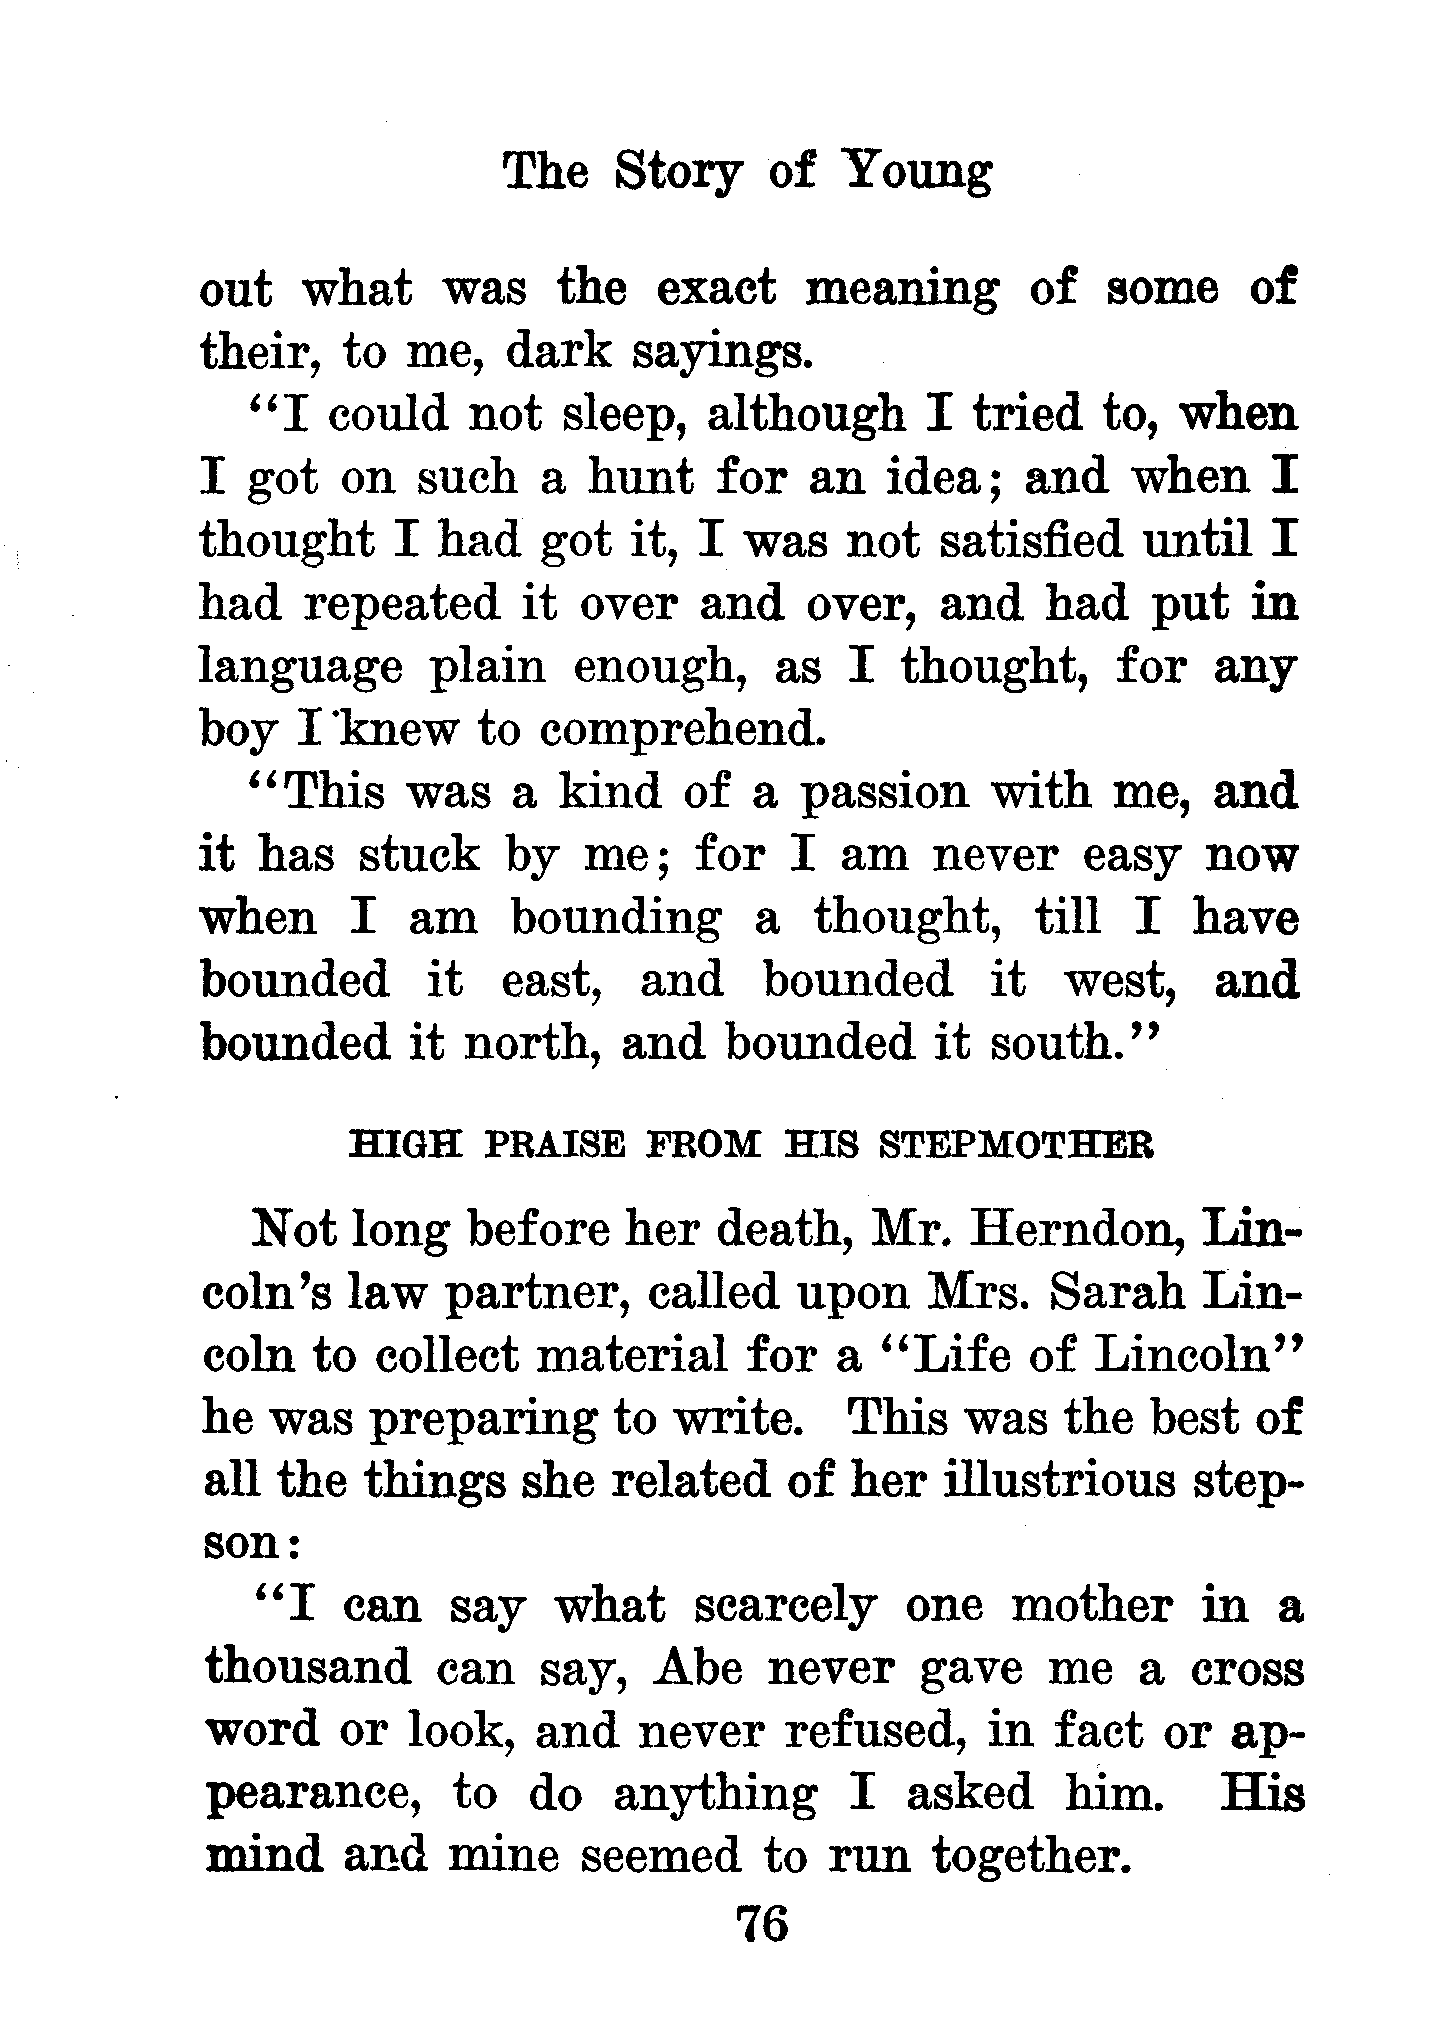 The Story of Young
out what was the exact meaning of some of
their, to me, dark sayings.
"I could not sleep, although I tried to, when
I got on such a hunt for an idea; and when I
thought I had got it, I was not satisfied until I
had repeated it over and over, and had put in
language plain enough, as I thought, for any
boy I knew to comprehend.
"This was a kind of a passion with me, and
it has stuck by me; for I am never easy now
when I am bounding a thought, till I have
bounded it east, and bounded it west, and
bounded it north, and bounded it south."
HIGH PRAISE FROM HIS STEPMOTHER
Not long before her death, Mr. Herndon, Lin-
coln's law partner, called upon Mrs. Sarah Lin-
coln to collect material for a "Life of Lincoln"
he was preparing to write. This was the best of
all the things she related of her illustrious step-
son:
"I can say what scarcely one mother in a
thousand can say, Abe never gave me a cross
word or look, and never refused, in fact or ap-
pearance, to do anything I asked him. His
mind and mine seemed to run together.
76